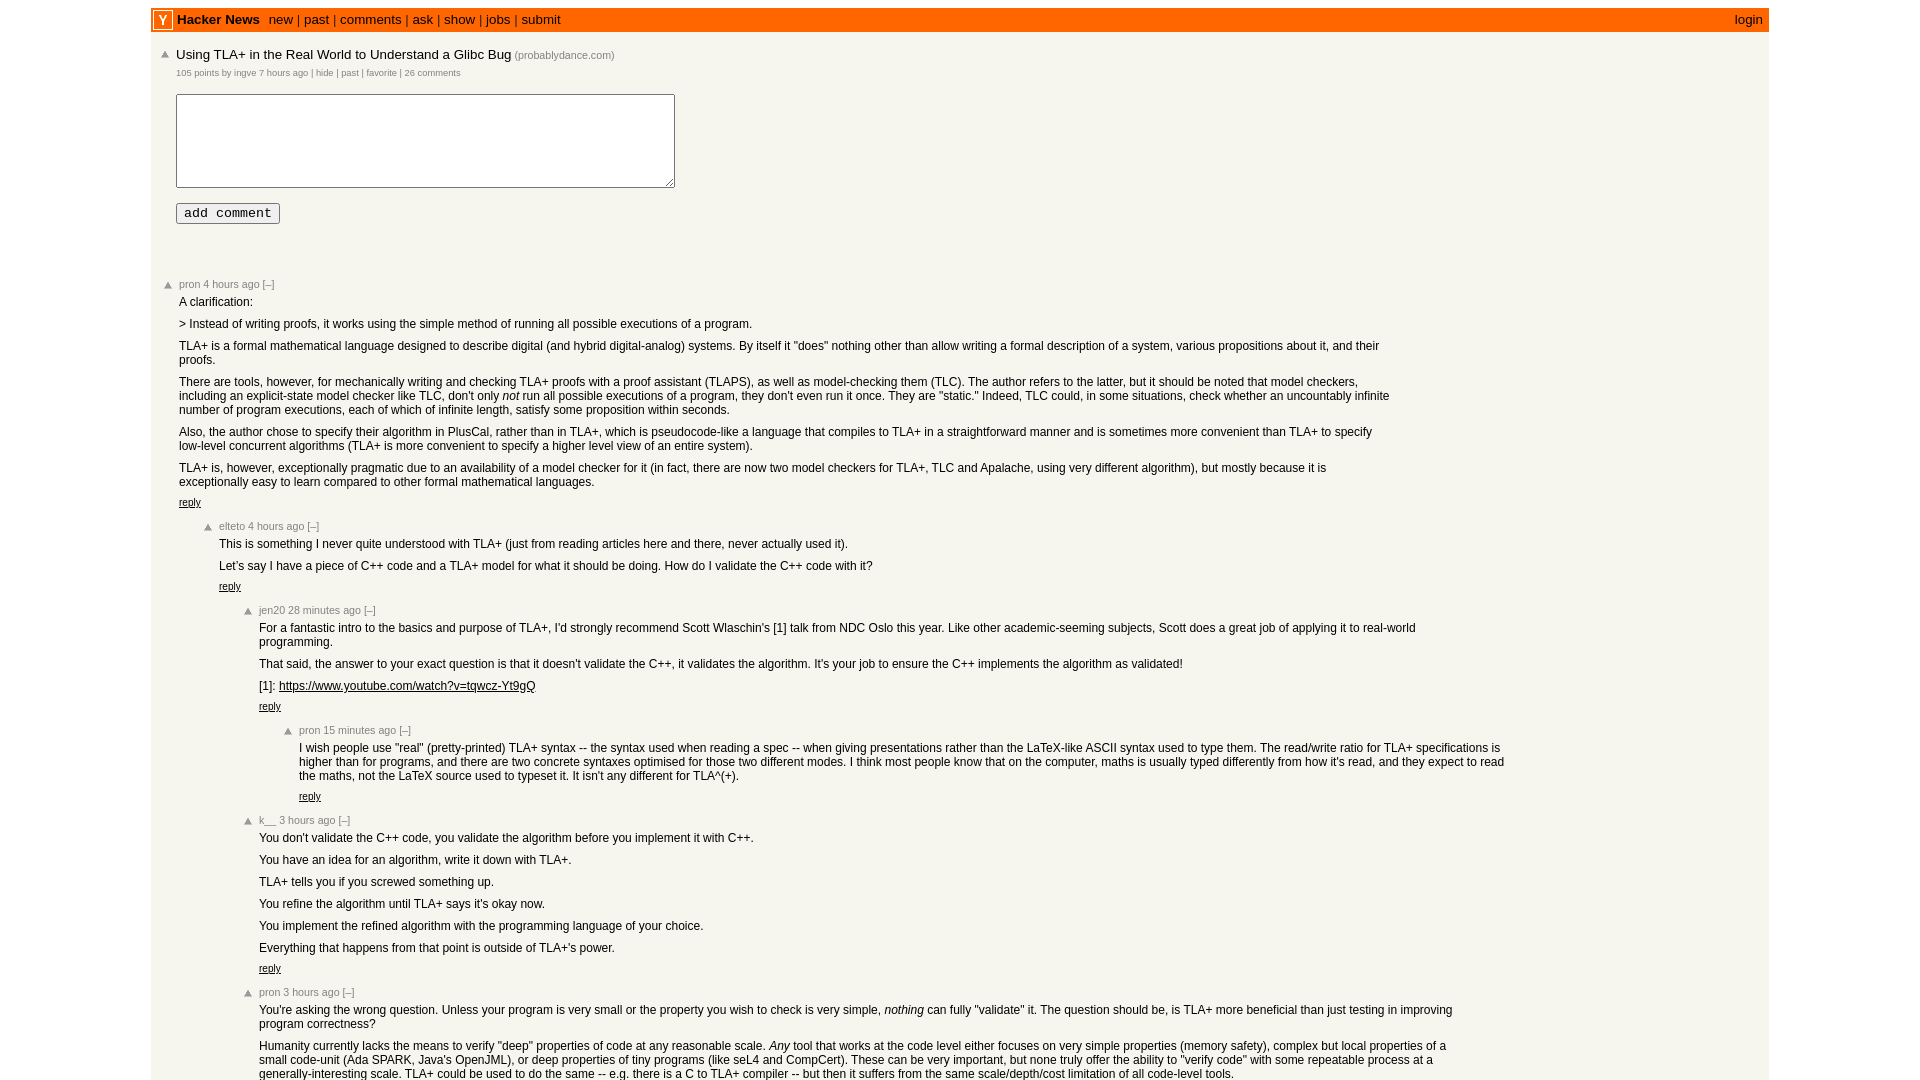 Y Hacker News new | past | comments | ask | show | jobs | submit login
Using TLA+ in the Real World to Understand a Glibc Bug (probablydance.com)
105 points by ingve 7 hours ago | hide | past | favorite | 26 comments
add comment
pron 4 hours ago [–]
A clarification:
> Instead of writing proofs, it works using the simple method of running all possible executions of a program.
TLA+ is a formal mathematical language designed to describe digital (and hybrid digital-analog) systems. By itself it "does" nothing other than allow writing a formal description of a system, various propositions about it, and their
proofs.
There are tools, however, for mechanically writing and checking TLA+ proofs with a proof assistant (TLAPS), as well as model-checking them (TLC). The author refers to the latter, but it should be noted that model checkers,
including an explicit-state model checker like TLC, don't only not run all possible executions of a program, they don't even run it once. They are "static." Indeed, TLC could, in some situations, check whether an uncountably infinite
number of program executions, each of which of infinite length, satisfy some proposition within seconds.
Also, the author chose to specify their algorithm in PlusCal, rather than in TLA+, which is pseudocode-like a language that compiles to TLA+ in a straightforward manner and is sometimes more convenient than TLA+ to specify
low-level concurrent algorithms (TLA+ is more convenient to specify a higher level view of an entire system).
TLA+ is, however, exceptionally pragmatic due to an availability of a model checker for it (in fact, there are now two model checkers for TLA+, TLC and Apalache, using very different algorithm), but mostly because it is
exceptionally easy to learn compared to other formal mathematical languages.
reply
elteto 4 hours ago [–]
This is something I never quite understood with TLA+ (just from reading articles here and there, never actually used it).
Let's say I have a piece of C++ code and a TLA+ model for what it should be doing. How do I validate the C++ code with it?
reply
jen20 28 minutes ago [–]
For a fantastic intro to the basics and purpose of TLA+, I'd strongly recommend Scott Wlaschin's [1] talk from NDC Oslo this year. Like other academic-seeming subjects, Scott does a great job of applying it to real-world
programming.
That said, the answer to your exact question is that it doesn't validate the C++, it validates the algorithm. It's your job to ensure the C++ implements the algorithm as validated!
[1]: https://www.youtube.com/watch?v=tqwcz-Yt9gQ
reply
pron 15 minutes ago [–]
I wish people use "real" (pretty-printed) TLA+ syntax -- the syntax used when reading a spec -- when giving presentations rather than the LaTeX-like ASCII syntax used to type them. The read/write ratio for TLA+ specifications is
higher than for programs, and there are two concrete syntaxes optimised for those two different modes. I think most people know that on the computer, maths is usually typed differently from how it's read, and they expect to read
the maths, not the LaTeX source used to typeset it. It isn't any different for TLA^(+).
reply
k__ 3 hours ago [–]
You don't validate the C++ code, you validate the algorithm before you implement it with C++.
You have an idea for an algorithm, write it down with TLA+.
TLA+ tells you if you screwed something up.
You refine the algorithm until TLA+ says it's okay now.
You implement the refined algorithm with the programming language of your choice.
Everything that happens from that point is outside of TLA+'s power.
reply
pron 3 hours ago [–]
You're asking the wrong question. Unless your program is very small or the property you wish to check is very simple, nothing can fully "validate" it. The question should be, is TLA+ more beneficial than just testing in improving
program correctness?
Humanity currently lacks the means to verify "deep" properties of code at any reasonable scale. Any tool that works at the code level either focuses on very simple properties (memory safety), complex but local properties of a
small code-unit (Ada SPARK, Java's OpenJML), or deep properties of tiny programs (like seL4 and CompCert). These can be very important, but none truly offer the ability to "verify code" with some repeatable process at a
generally-interesting scale. TLA+ could be used to do the same -- e.g. there is a C to TLA+ compiler -- but then it suffers from the same scale/depth/cost limitation of all code-level tools.